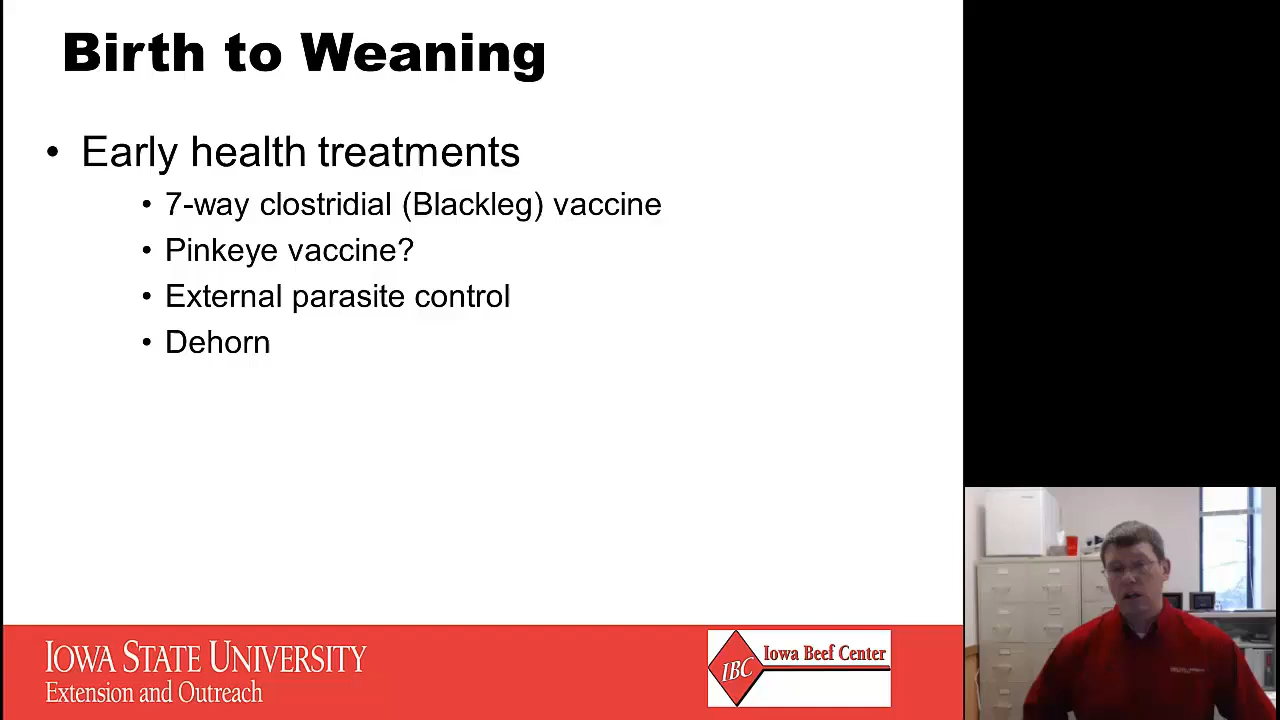 Birth to Weaning
• Early health treatments
• 7-way clostridial (Blackleg) vaccine
• Pinkeye vaccine?
• External parasite control
• Dehorn
IOWA STATE UNIVERSITY
Extension and Outreach
IBC
Iowa Beef Center